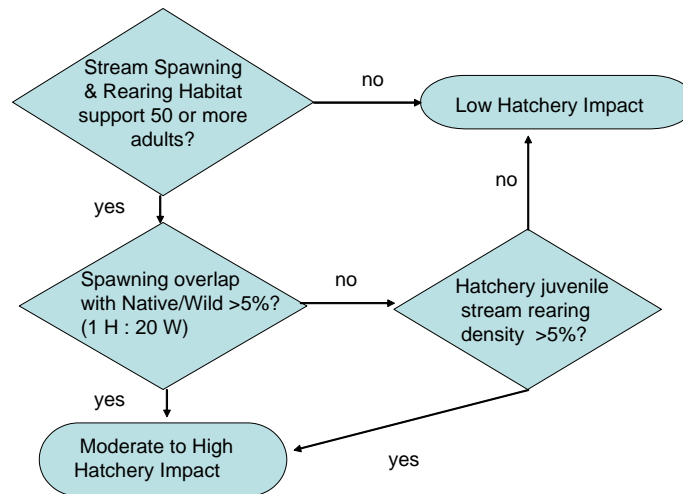 Stream Spawning
& Rearing Habitat
support 50 or more
adults?
no
Low Hatchery Impact
no
yes
Spawning overlap
with Native/Wild >5%?
(1 H : 20 W)
no
Hatchery juvenile
stream rearing
density >5%?
yes
Moderate to High
Hatchery Impact
yes